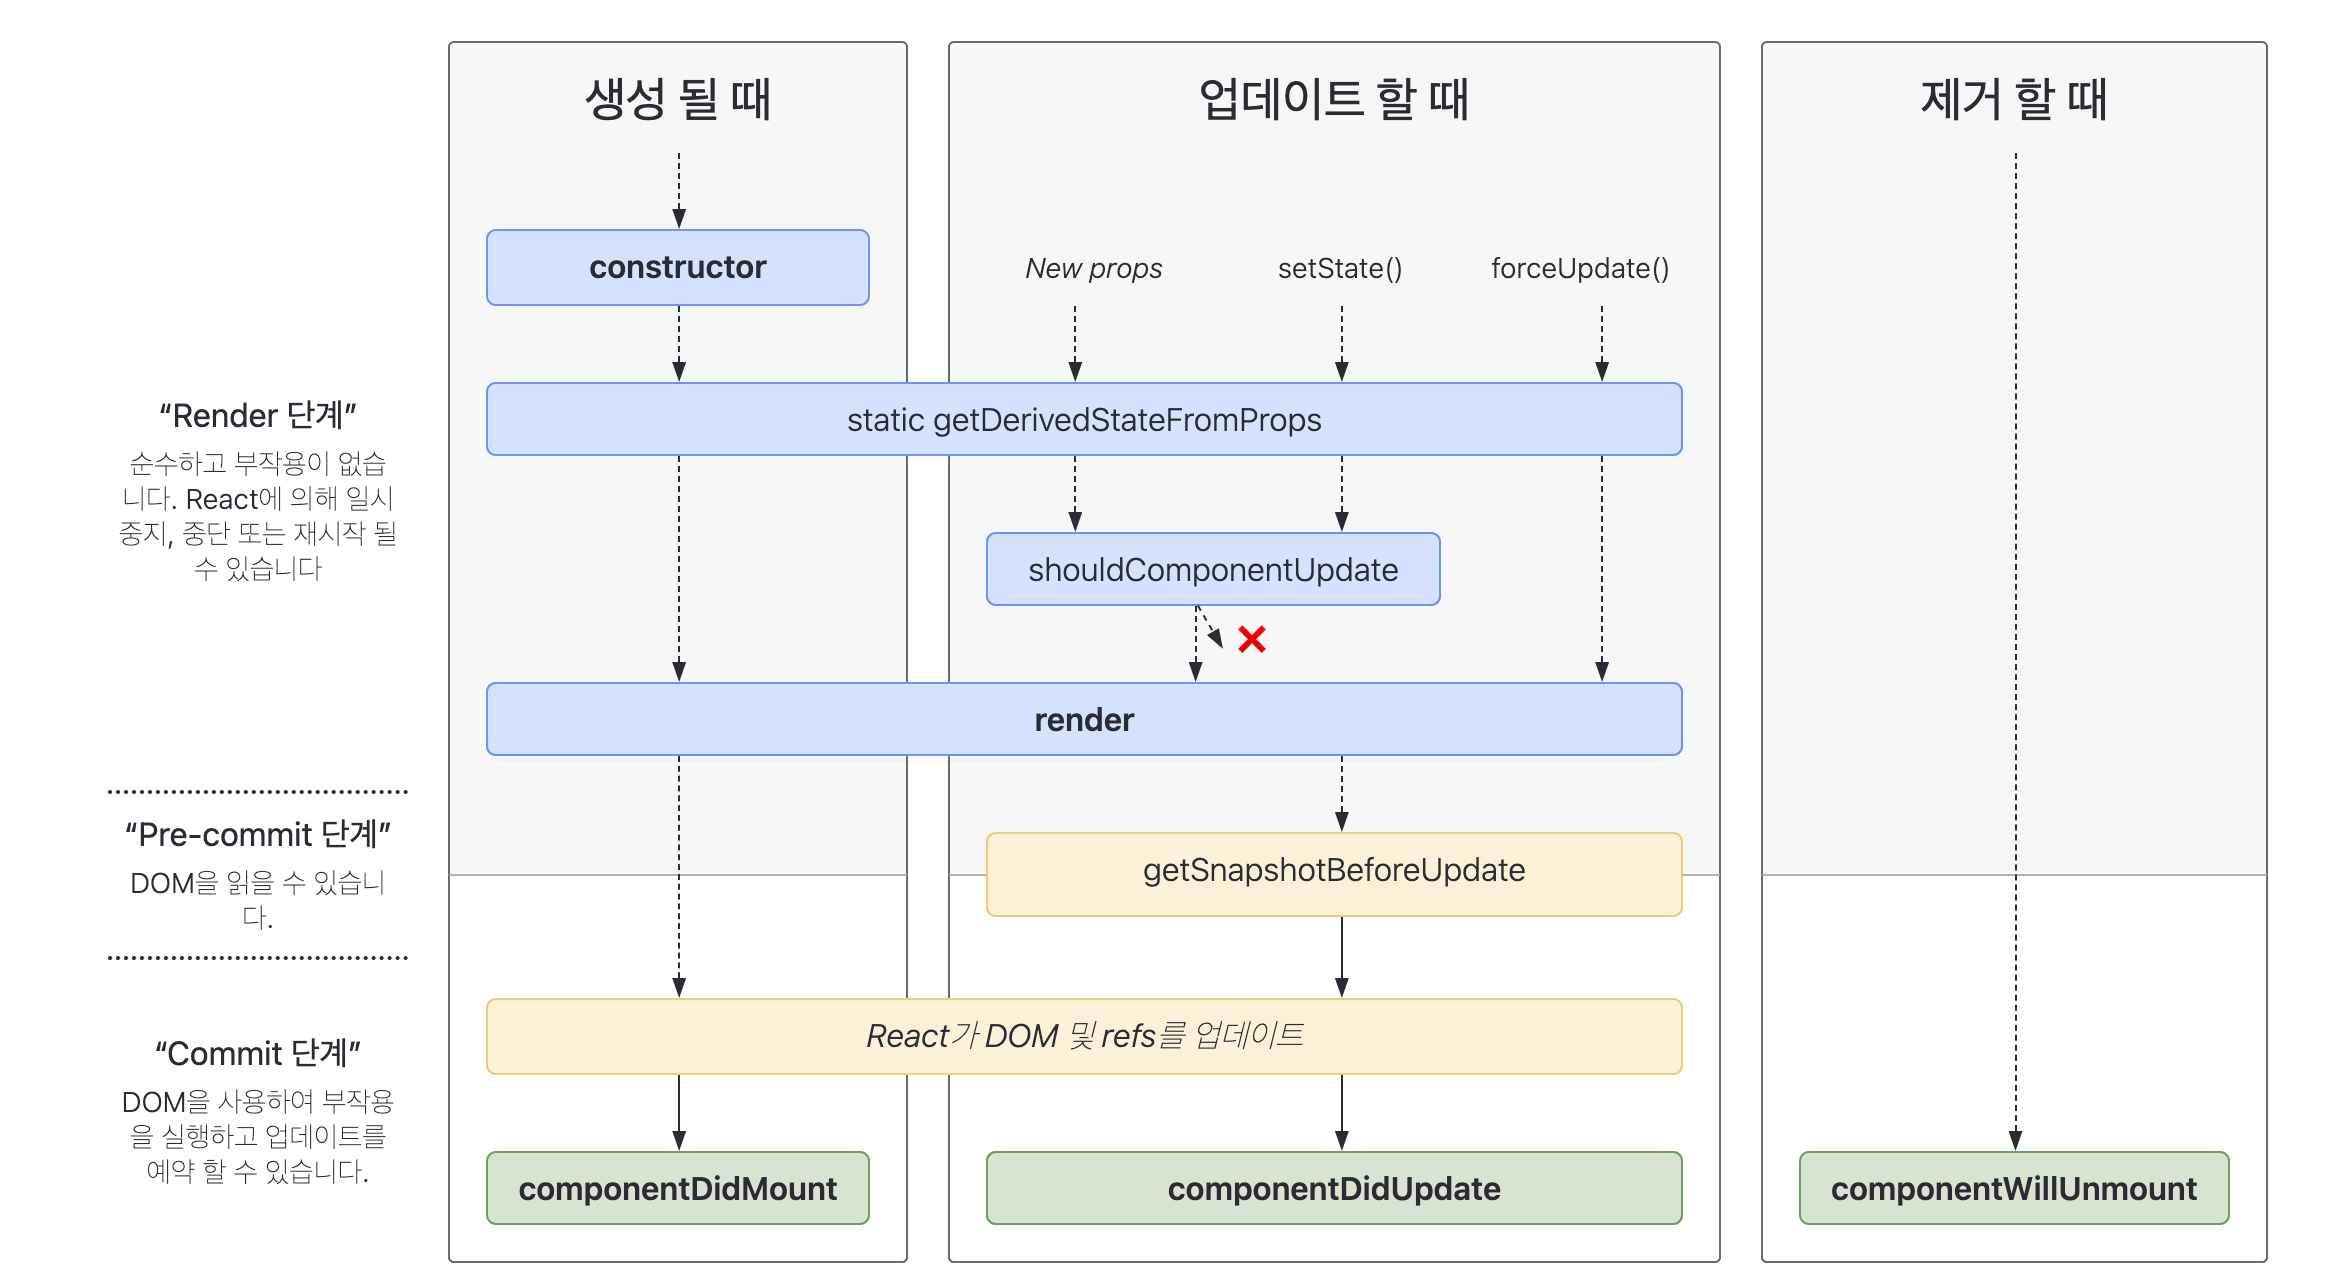 생성 될 때
업데이트 할 때
제거 할 때
constructor
New props
setState()
forceUpdate()
static getDerivedStateFromProps
“Render 단계”
순수하고 부작용이 없습
니다. React에 의해 일시
중지, 중단 또는 재시작 될
수 있습니다
shouldComponentUpdate
render
“Pre-commit 단계”
DOM을 읽을 수 있습니
다.
getSnapshotBeforeUpdate
React가 DOM 및 refs를 업데이트
“Commit 단계”
DOM을 사용하여 부작용
을 실행하고 업데이트를
예약 할 수 있습니다.
componentDidMount
componentDidUpdate
componentWillUnmount